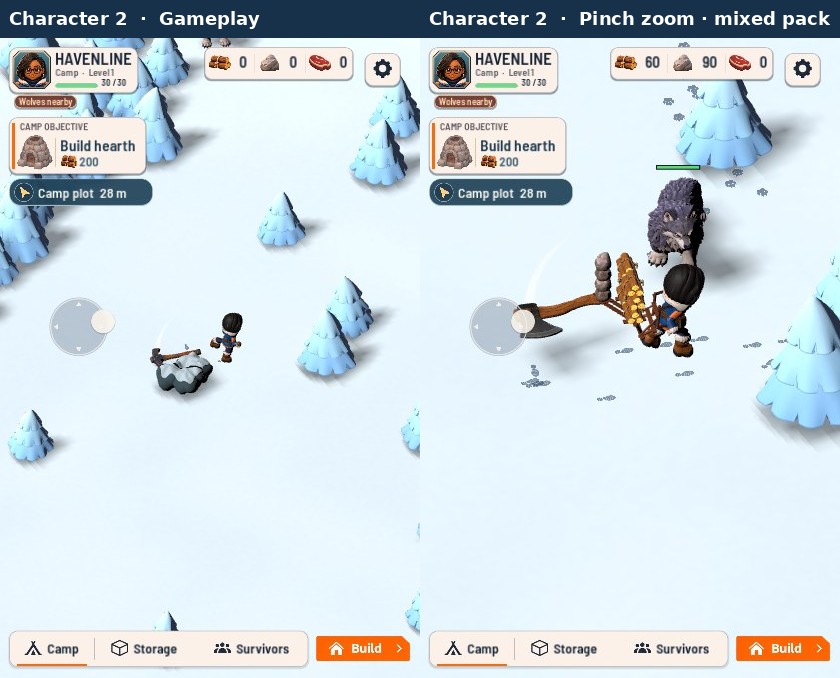 Character 2 · Gameplay
HAVENLINE
Camp · Level 1
30/30
Wolves nearby
0 0 0
CAMP OBJECTIVE
Build hearth
200
Camp plot 28 m
Camp Storage Survivors Build
Character 2 · Pinch zoom · mixed pack
HAVENLINE
Camp · Level 1
30/30
Wolves nearby
60 90 0
CAMP OBJECTIVE
Build hearth
200
Camp plot 28 m
Camp Storage Survivors Build